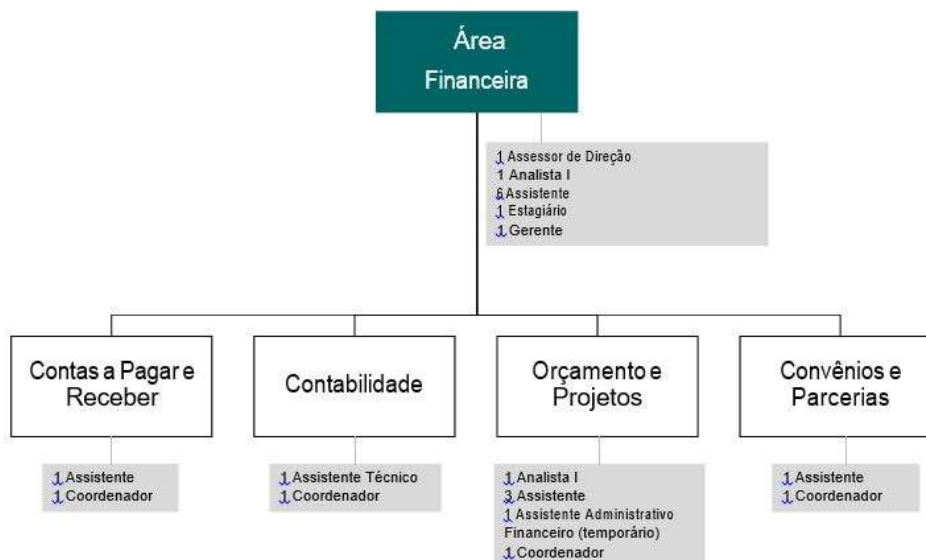 Área
Financeira
1 Assessor de Direção
1 Analista I
6 Assistente
1 Estagiário
1 Gerente
Contas a Pagar e
Receber
1 Assistente
1 Coordenador
Contabilidade
1 Assistente Técnico
1 Coordenador
Orçamento e
Projetos
1 Analista I
3 Assistente
1 Assistente Administrativo
Financeiro (temporário)
1 Coordenador
Convênios e
Parcerias
1 Assistente
1 Coordenador